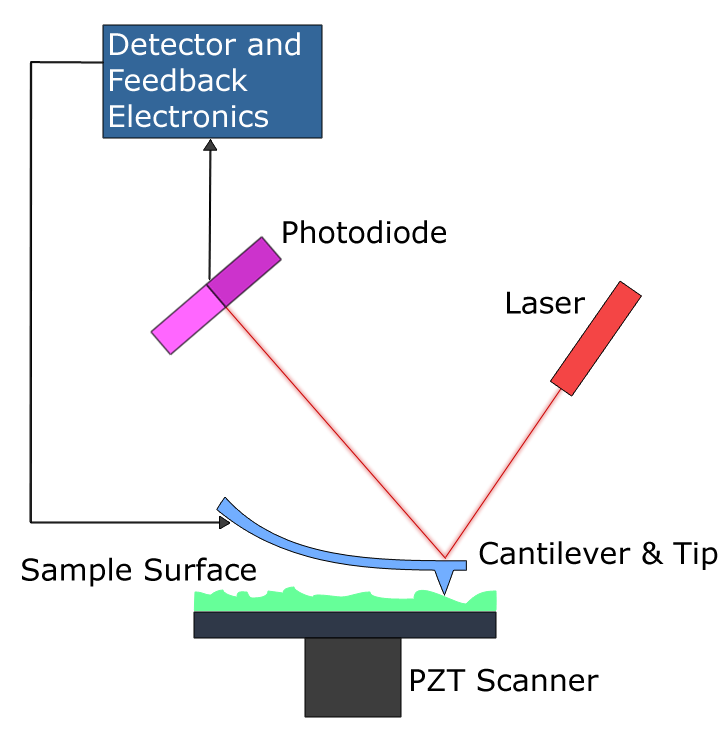 Detector and
Feedback
Electronics
Photodiode
Laser
Cantilever & Tip
Sample Surface
PZT Scanner